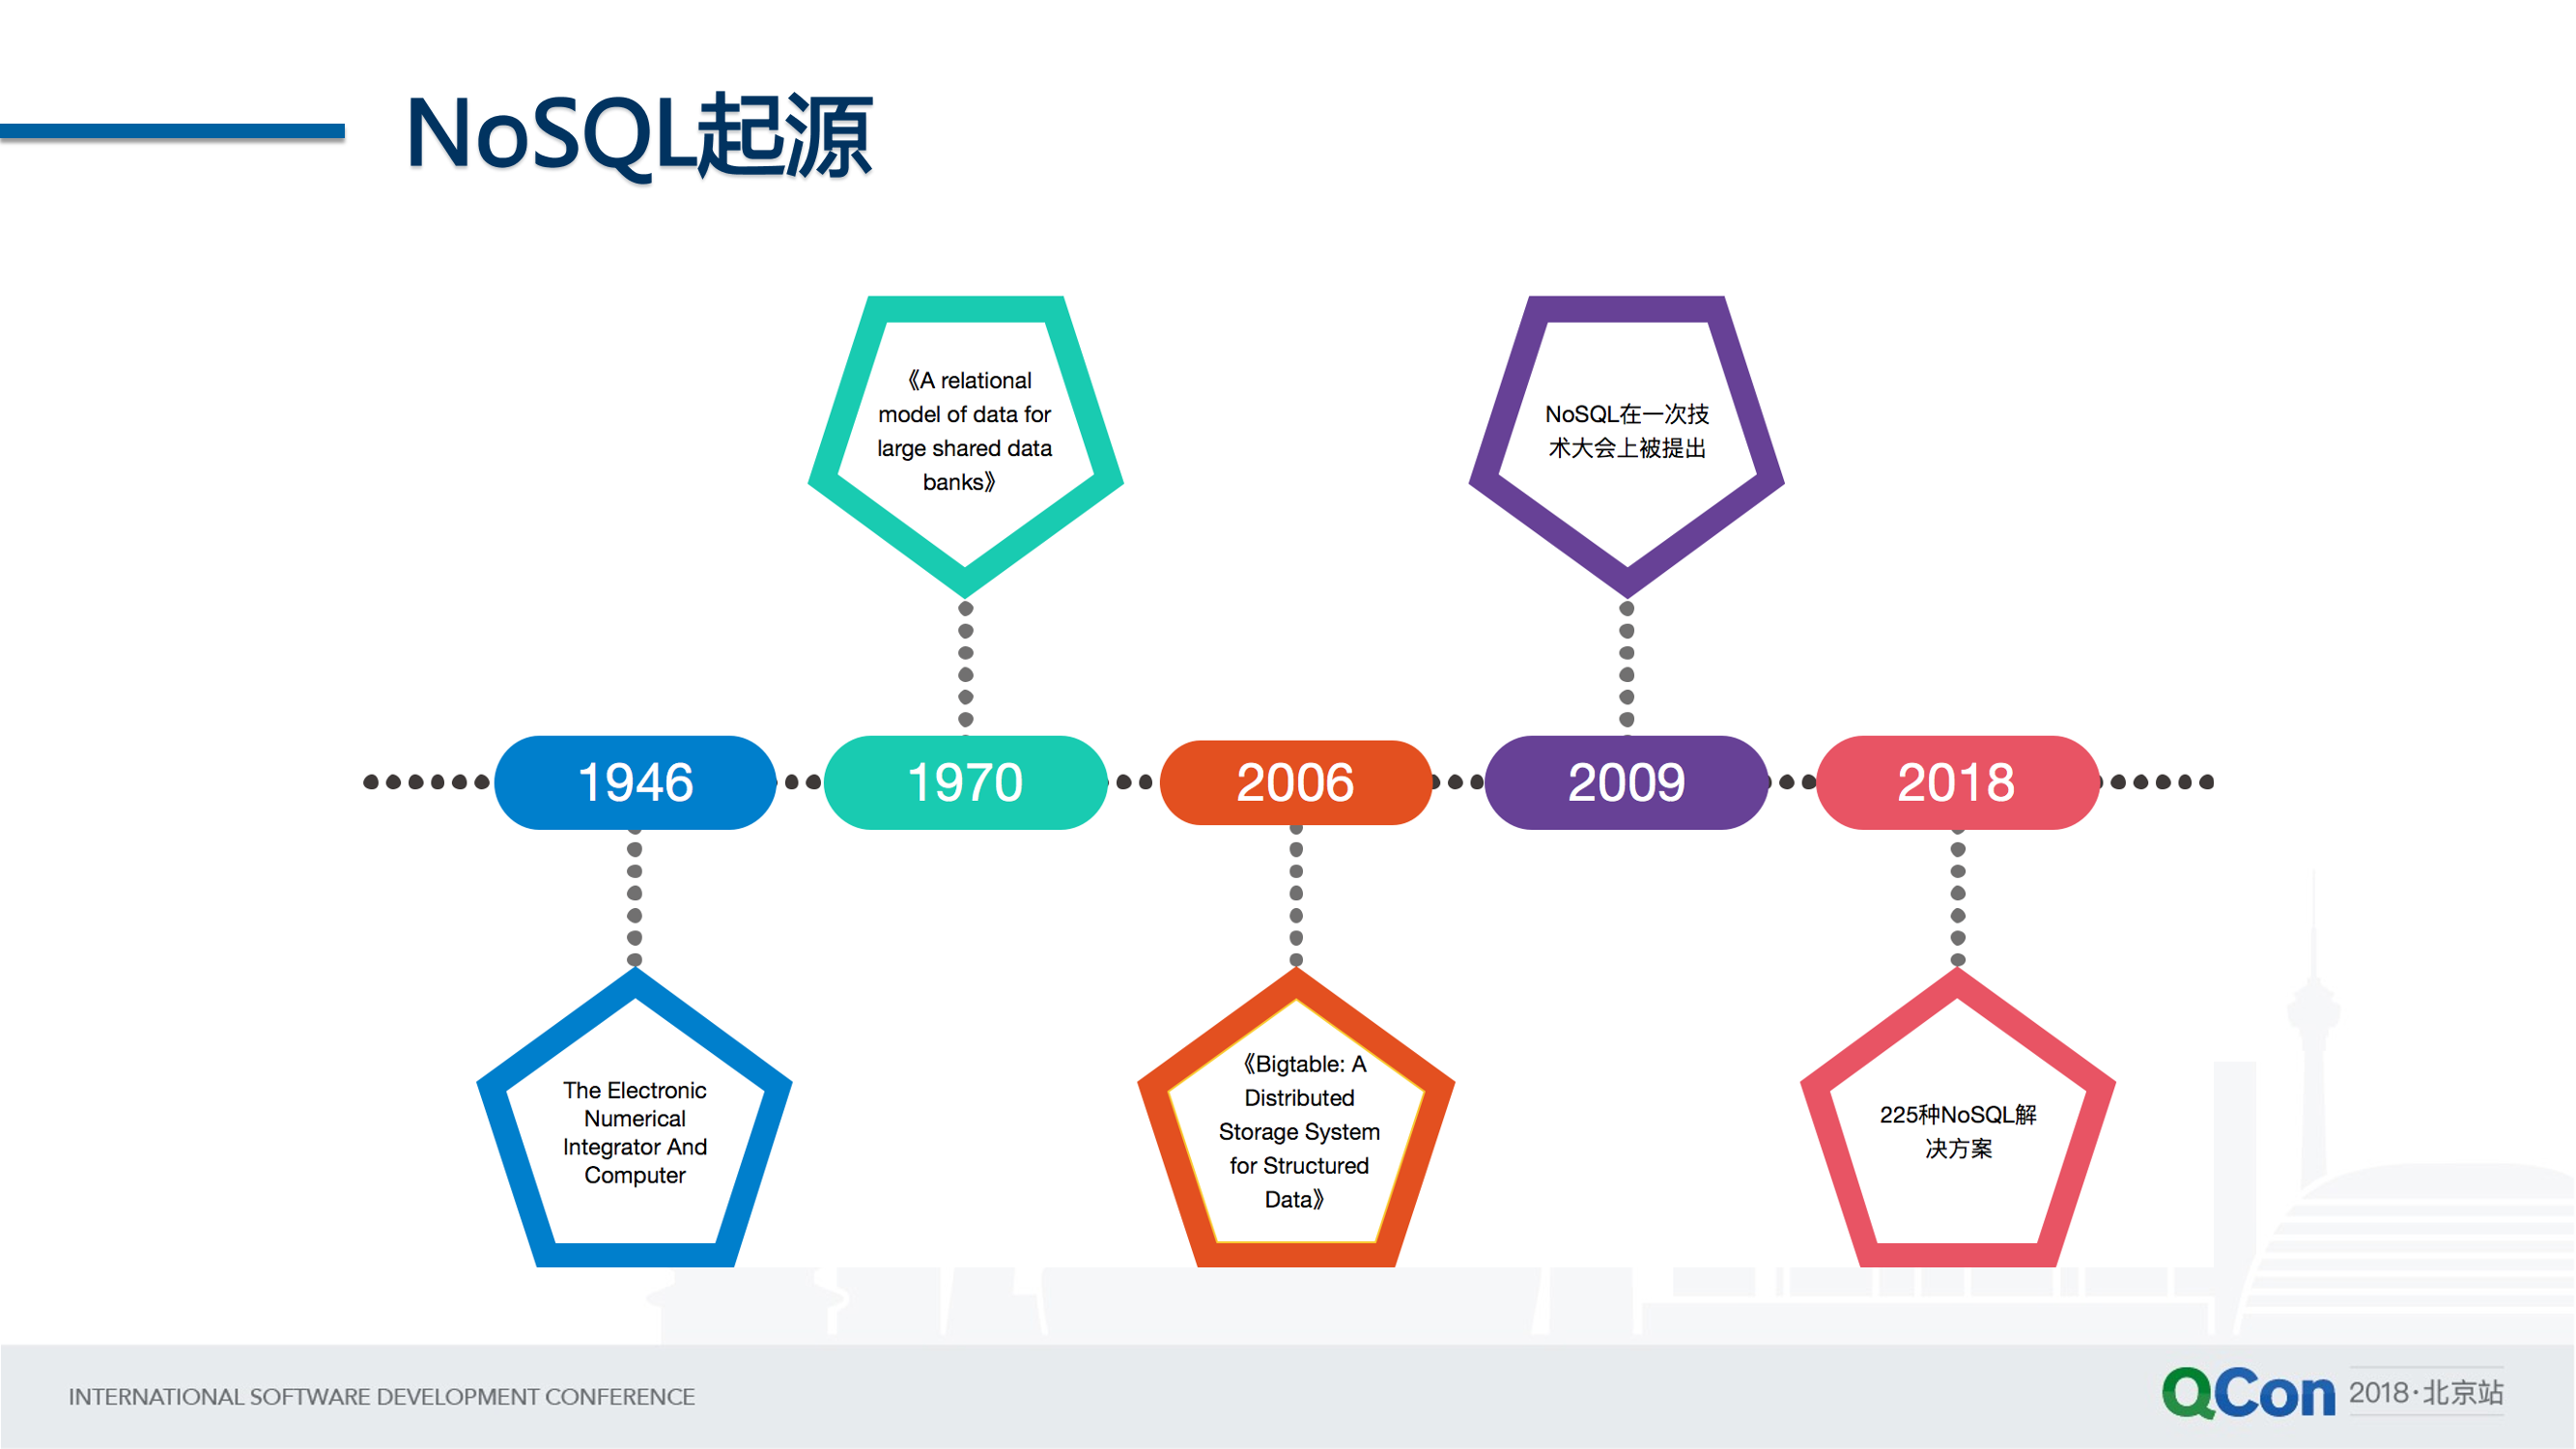 NoSQL起源
《A relational
model of data for
large shared data
banks》
NoSQL在一次技
术大会上被提出
1946
1970
2006
2009
2018
The Electronic
Numerical
Integrator And
Computer
《Bigtable: A
Distributed
Storage System
for Structured
Data》
225种NoSQL解
决方案
INTERNATIONAL SOFTWARE DEVELOPMENT CONFERENCE
QCon 2018·北京站